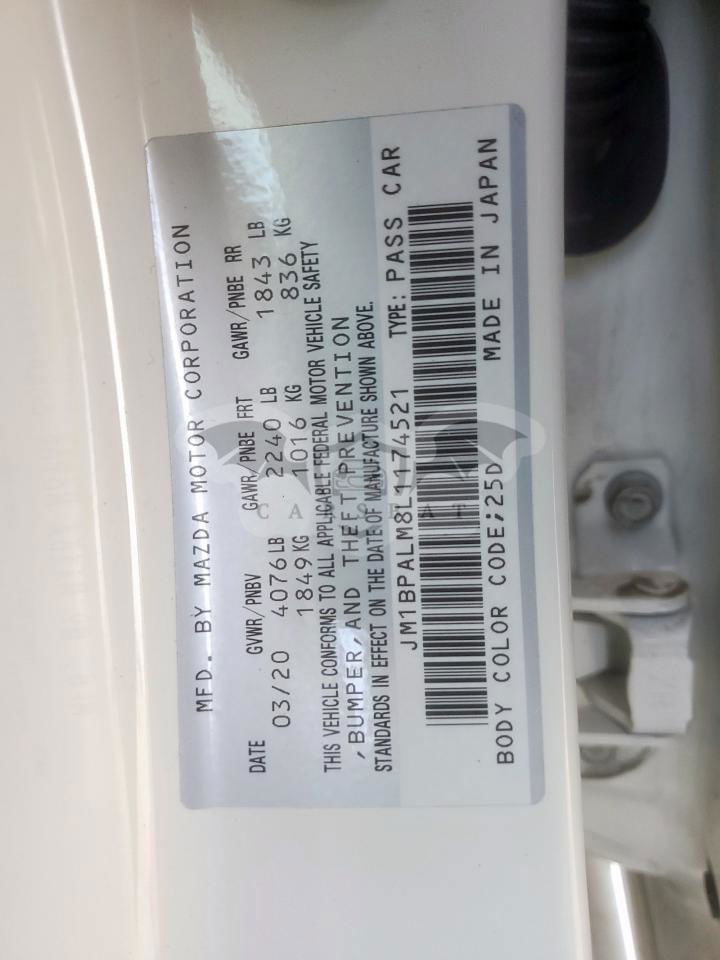 MFD. BY MAZDA MOTOR CORPORATION
DATE GVWR/PNBV GAWR/PNBE FRT GAWR/PNBE RR
03/20 4076LB 2240 LB 1843 LB
1849KG 1016 KG 836 KG
THIS VEHICLE CONFORMS TO ALL APPLICABLE FEDERAL MOTOR VEHICLE SAFETY
,BUMPER,AND THEFT PREVENTION
STANDARDS IN EFFECT ON THE DATE OF MANUFACTURE SHOWN ABOVE.
JM1BPALM8L1174521 TYPE: PASS CAR
BODY COLOR CODE;25D MADE IN JAPAN